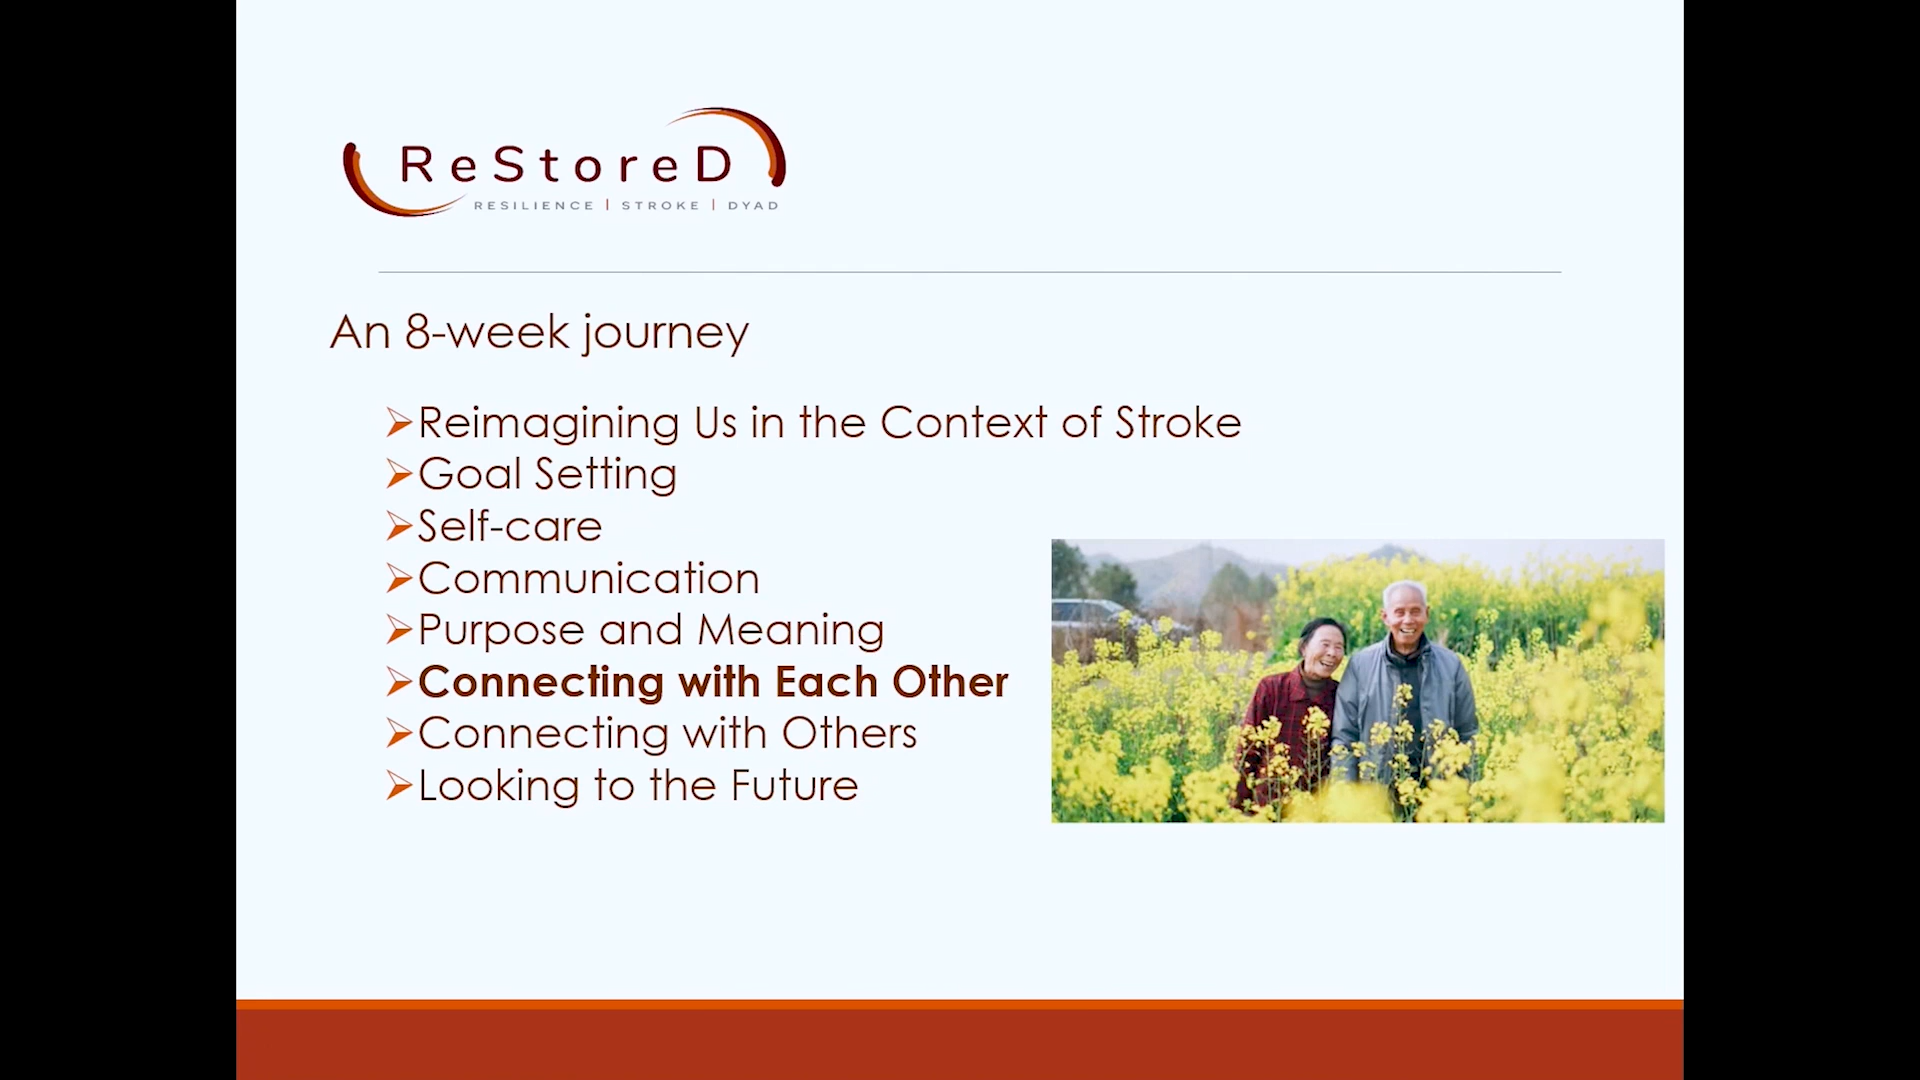 ReStoreD
RESILIENCE | STROKE | DYAD
An 8-week journey
Reimagining Us in the Context of Stroke
Goal Setting
Self-care
Communication
Purpose and Meaning
Connecting with Each Other
Connecting with Others
Looking to the Future